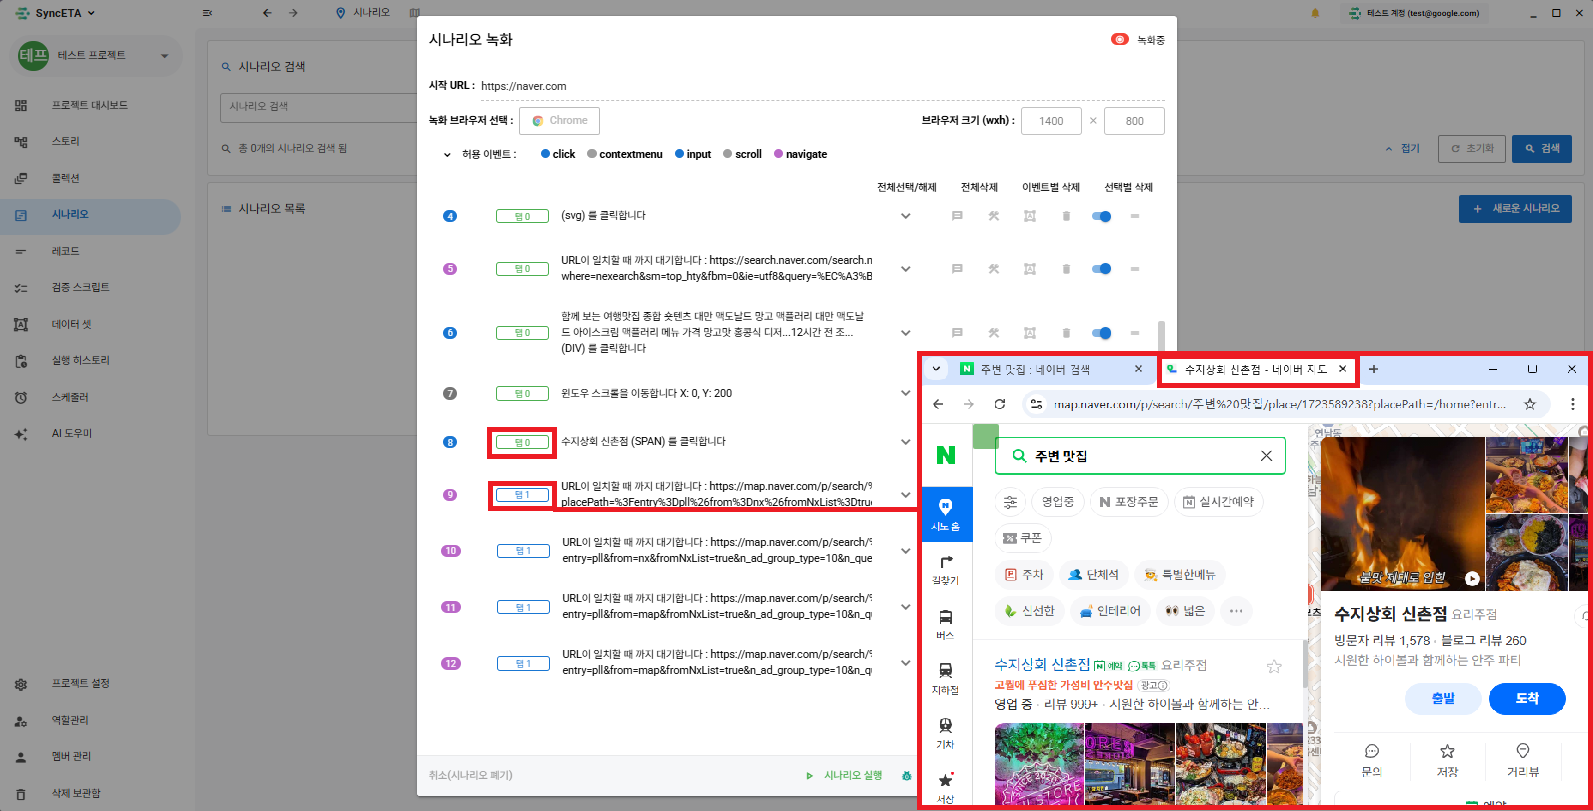 SyncETA
시나리오
테스트 계정 (test@google.com)
테프
테스트 프로젝트
프로젝트 대시보드
스토리
콜렉션
시나리오
레코드
검증 스크립트
데이터 셋
실행 히스토리
스케줄러
AI 도우미
프로젝트 설정
역할관리
멤버 관리
삭제 보관함
시나리오 검색
시나리오 검색
총 0개의 시나리오 검색 됨
시나리오 목록
접기
초기화
검색
+ 새로운 시나리오
시나리오 녹화
녹화중
시작 URL : https://naver.com
녹화 브라우저 선택 : Chrome
브라우저 크기 (wxh) : 1400 × 800
허용 이벤트 : click contextmenu input scroll navigate
전체선택/해제 전체삭제 이벤트별 삭제 선택별 삭제
4 탭 0 (svg) 를 클릭합니다
5 탭 0 URL이 일치할 때 까지 대기합니다 : https://search.naver.com/search.n
where=nexearch&sm=top_hty&fbm=0&ie=utf8&query=%EC%A3%B
6 탭 0 함께 보는 여행맛집 종합 숏텐츠 대만 맥도날드 망고 맥플러리 대만 맥도날
드 아이스크림 맥플러리 메뉴 가격 망고맛 홍콩식 디저...12시간 전 조...
(DIV) 를 클릭합니다
7 탭 0 윈도우 스크롤을 이동합니다 X: 0, Y: 200
8 탭 0 수지상회 신촌점 (SPAN) 를 클릭합니다
9 탭 1 URL이 일치할 때 까지 대기합니다 : https://map.naver.com/p/search/%
placePath=%3Fentry%3Dpll%26from%3Dnx%26fromNxList%3Dtrue
10 탭 1 URL이 일치할 때 까지 대기합니다 : https://map.naver.com/p/search/%
entry=pll&from=nx&fromNxList=true&n_ad_group_type=10&n_que
11 탭 1 URL이 일치할 때 까지 대기합니다 : https://map.naver.com/p/search/%
entry=pll&from=map&fromNxList=true&n_ad_group_type=10&n_q
12 탭 1 URL이 일치할 때 까지 대기합니다 : https://map.naver.com/p/search/%
entry=pll&from=map&fromNxList=true&n_ad_group_type=10&n_q
취소(시나리오 폐기)
시나리오 실행
주변 맛집 : 네이버 검색
수지상회 신촌점 - 네이버 지도
map.naver.com/p/search/주변%20맛집/place/1723589238?placePath=/home?entr...
N
지도 홈
길찾기
버스
지하철
기차
저장
주변 맛집
영업중
포장주문
실시간예약
쿠폰
주차
단체석
특별한메뉴
신선한
인테리어
넓은
수지상회 신촌점 예약 톡톡 요리주점
고퀄에 푸짐한 가성비 안주맛집 광고
영업 중 · 리뷰 999+ · 시원한 하이볼과 함께하는 안...
OPEN
연남동
불맛 제대로 입힌
수지상회 신촌점 요리주점
방문자 리뷰 1,578 · 블로그 리뷰 260
시원한 하이볼과 함께하는 안주 파티
출발
도착
문의
저장
거리뷰
예약